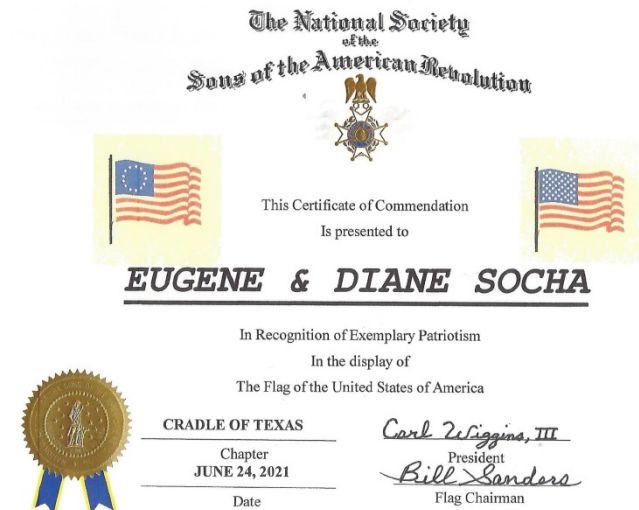 The National Society
of the
Sons of the American Revolution
This Certificate of Commendation
Is presented to
EUGENE & DIANE SOCHA
In Recognition of Exemplary Patriotism
In the display of
The Flag of the United States of America
CRADLE OF TEXAS
Chapter
JUNE 24, 2021
Date
Carl Wiggins, III
President
Bill Sanders
Flag Chairman